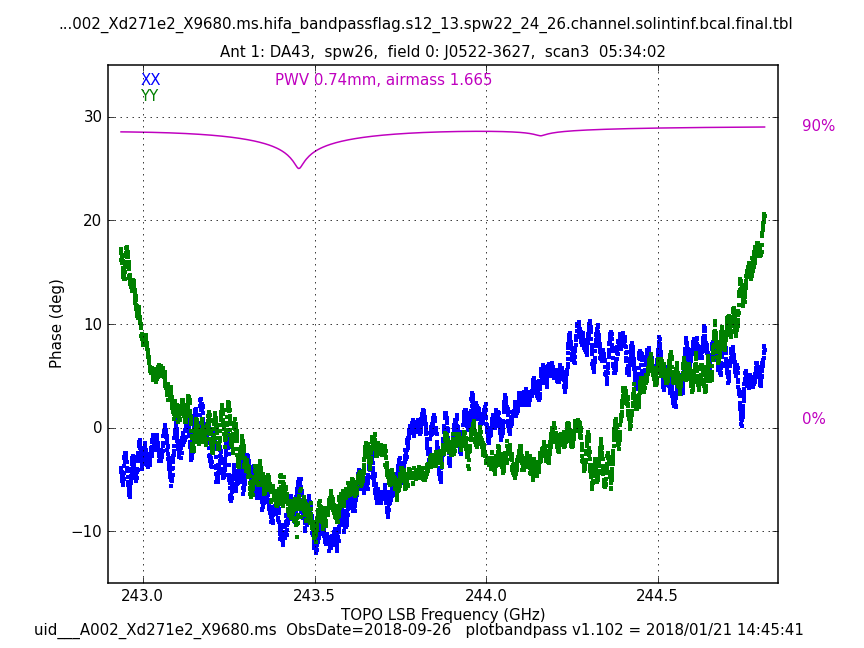 ...002_Xd271e2_X9680.ms.hifa_bandpassflag.s12_13.spw22_24_26.channel.solintinf.bcal.final.tbl
Ant 1: DA43, spw26, field 0: J0522-3627, scan3 05:34:02
XX
PWV 0.74mm, airmass 1.665
YY
30
90%
20
10
Phase (deg)
0
0%
−10
243.0
243.5
244.0
244.5
TOPO LSB Frequency (GHz)
uid___A002_Xd271e2_X9680.ms ObsDate=2018-09-26 plotbandpass v1.102 = 2018/01/21 14:45:41